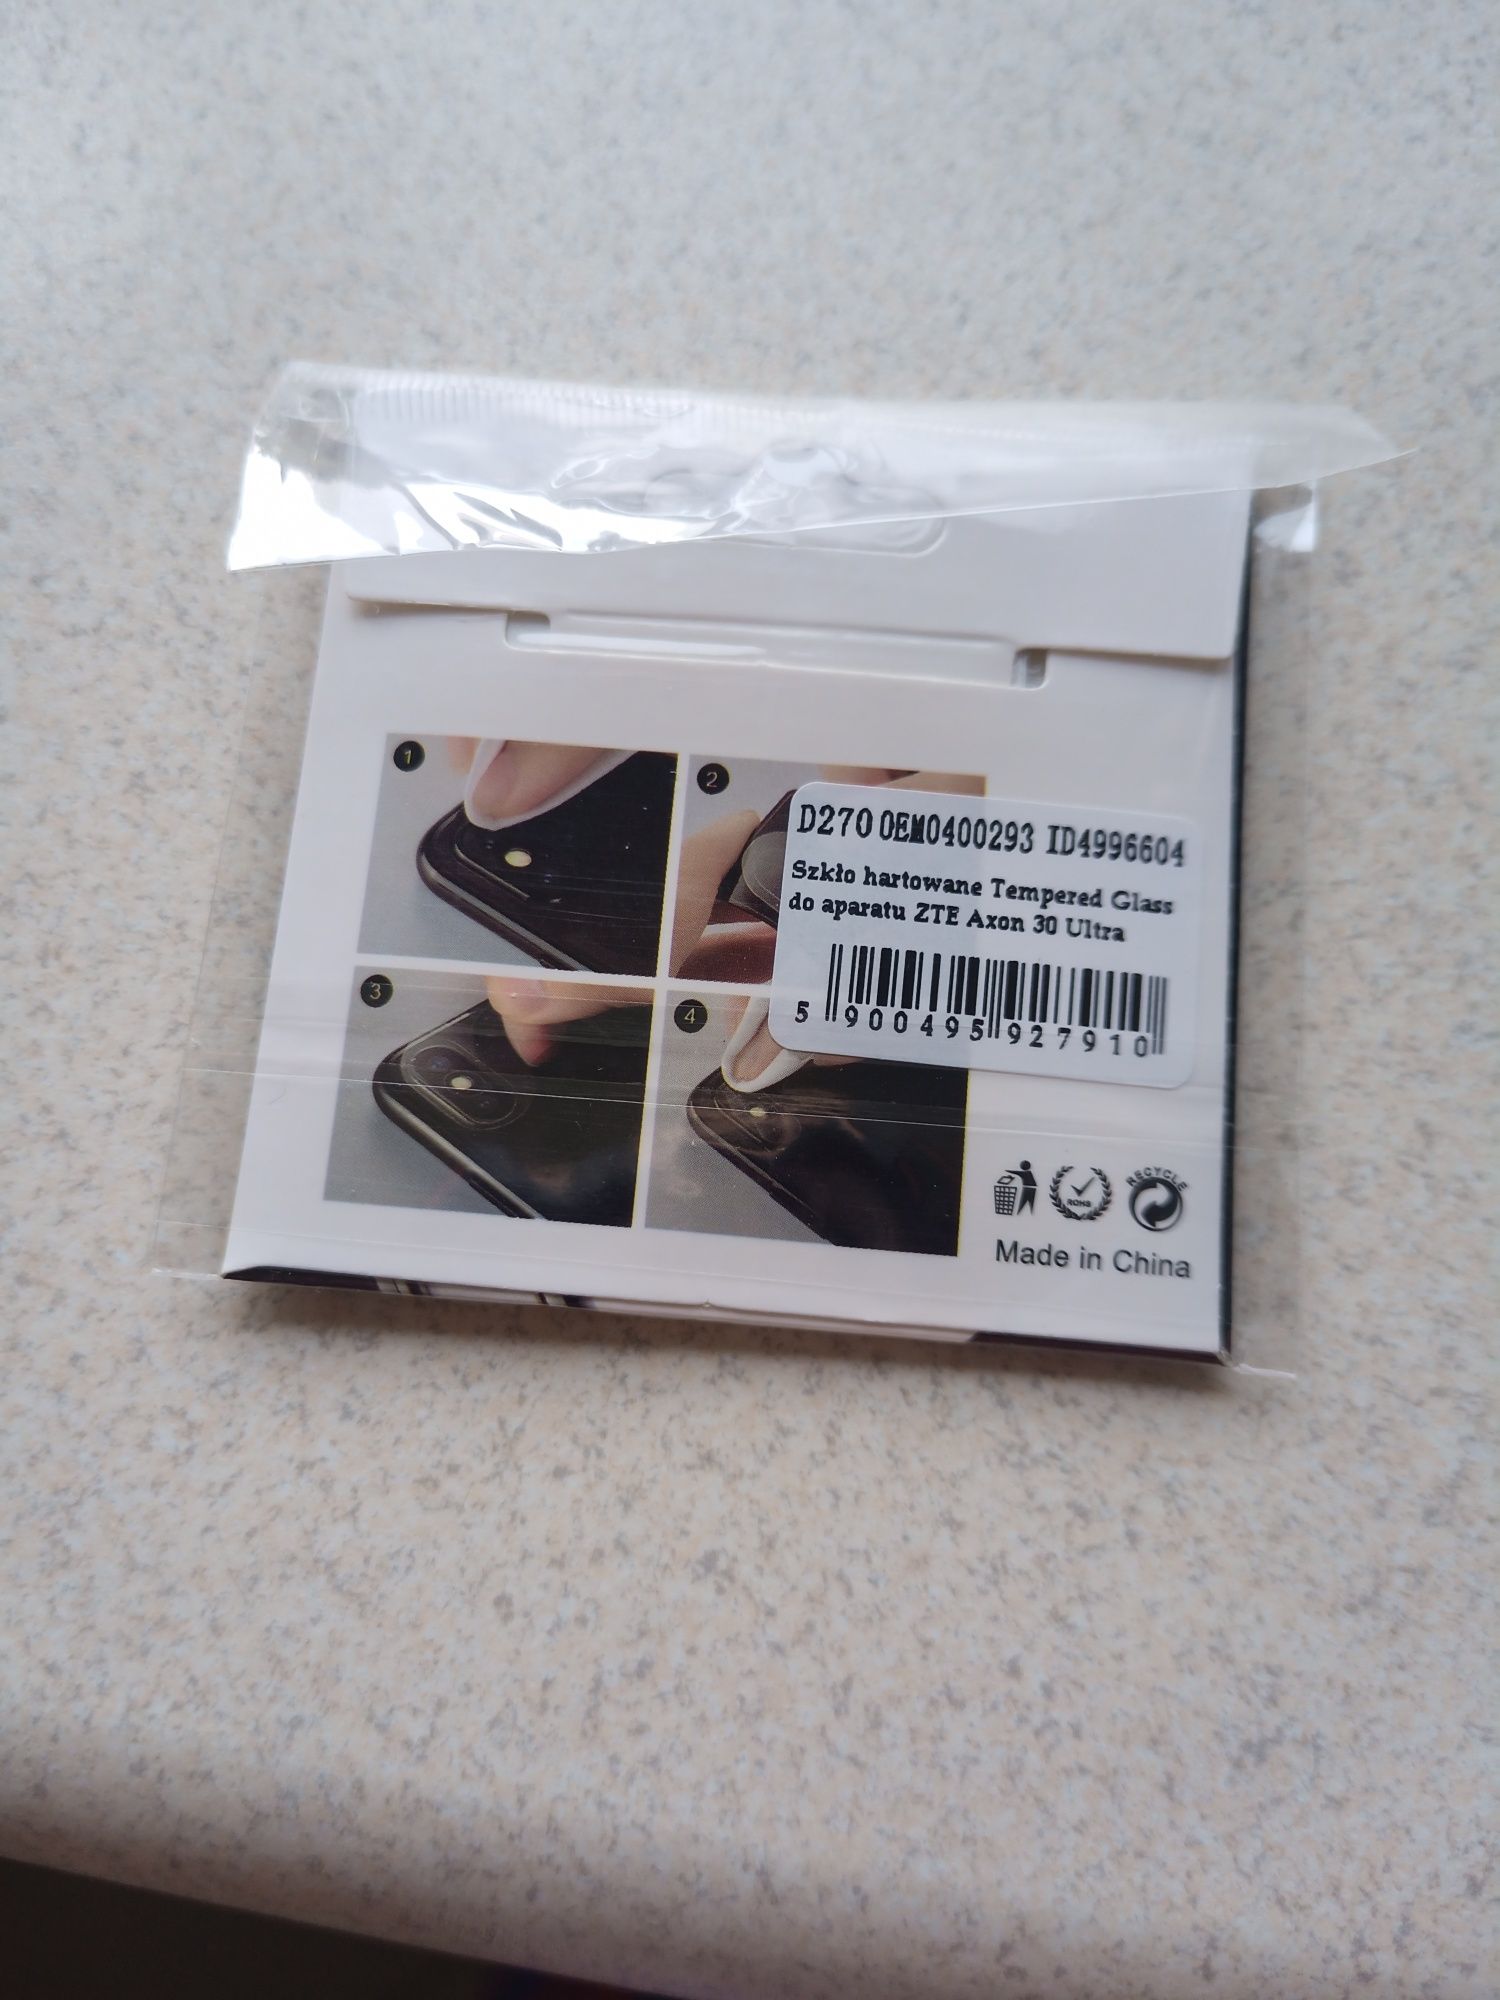 1
2
D270 OEM0400293 ID4996604
Szkło hartowane Tempered Glass
do aparatu ZTE Axon 30 Ultra
5 900495 927910
3
4
ROHS
RECYCLE
Made in China